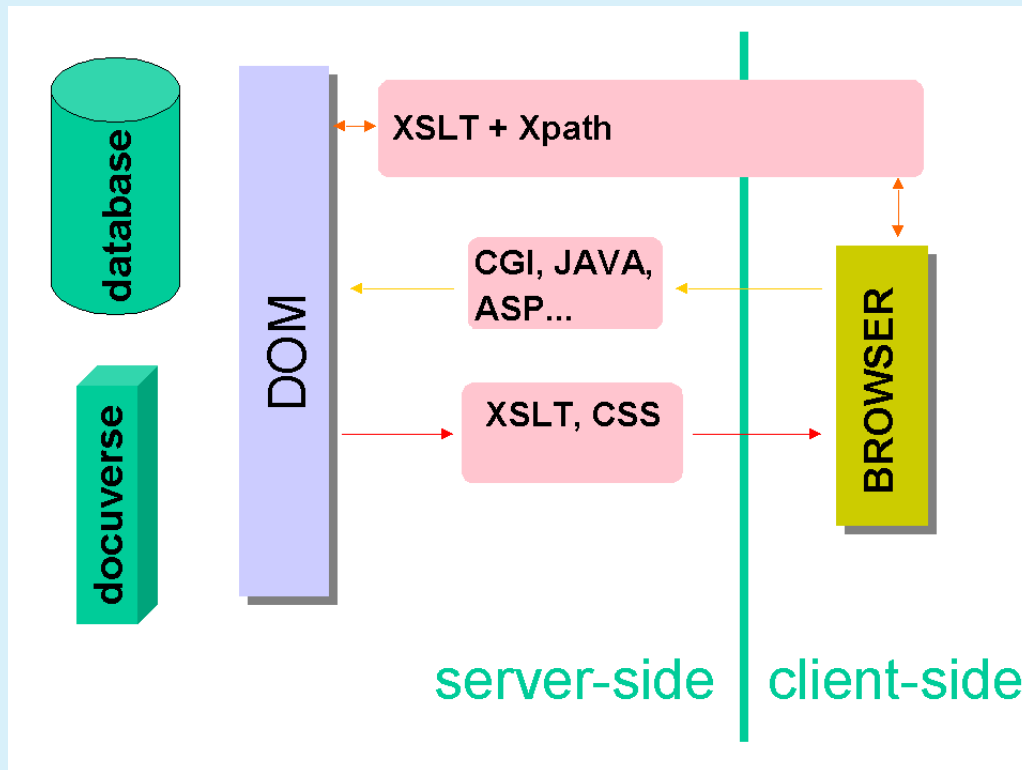 database
docuverse
DOM
XSLT + Xpath
CGI, JAVA,
ASP...
XSLT, CSS
BROWSER
server-side
client-side